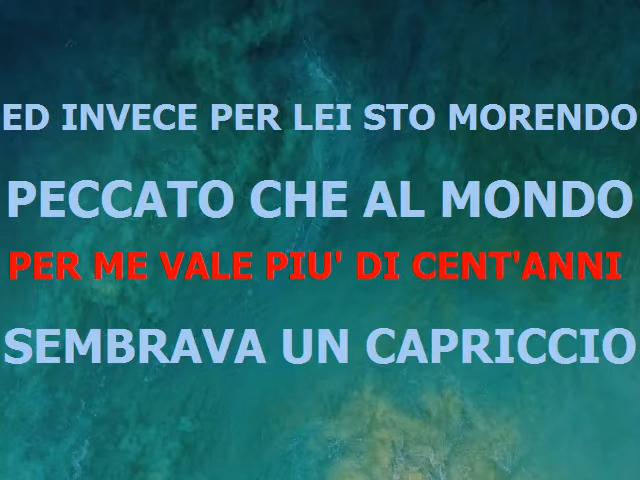 ED INVECE PER LEI STO MORENDO
PECCATO CHE AL MONDO
PER ME VALE PIU' DI CENT'ANNI
SEMBRAVA UN CAPRICCIO